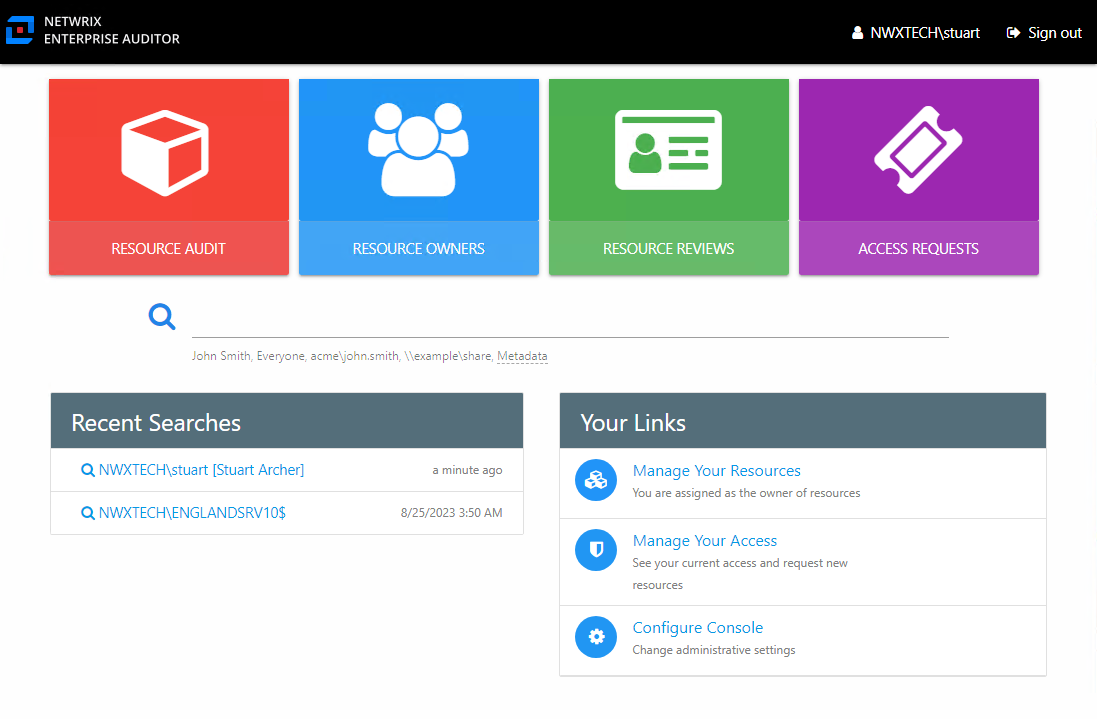 NETWRIX
ENTERPRISE AUDITOR
NWXTECH\stuart
Sign out
RESOURCE AUDIT
RESOURCE OWNERS
RESOURCE REVIEWS
ACCESS REQUESTS
John Smith, Everyone, acme\john.smith, \\example\share, Metadata
Recent Searches
NWXTECH\stuart [Stuart Archer]
a minute ago
NWXTECH\ENGLANDSRV10$
8/25/2023 3:50 AM
Your Links
Manage Your Resources
You are assigned as the owner of resources
Manage Your Access
See your current access and request new
resources
Configure Console
Change administrative settings